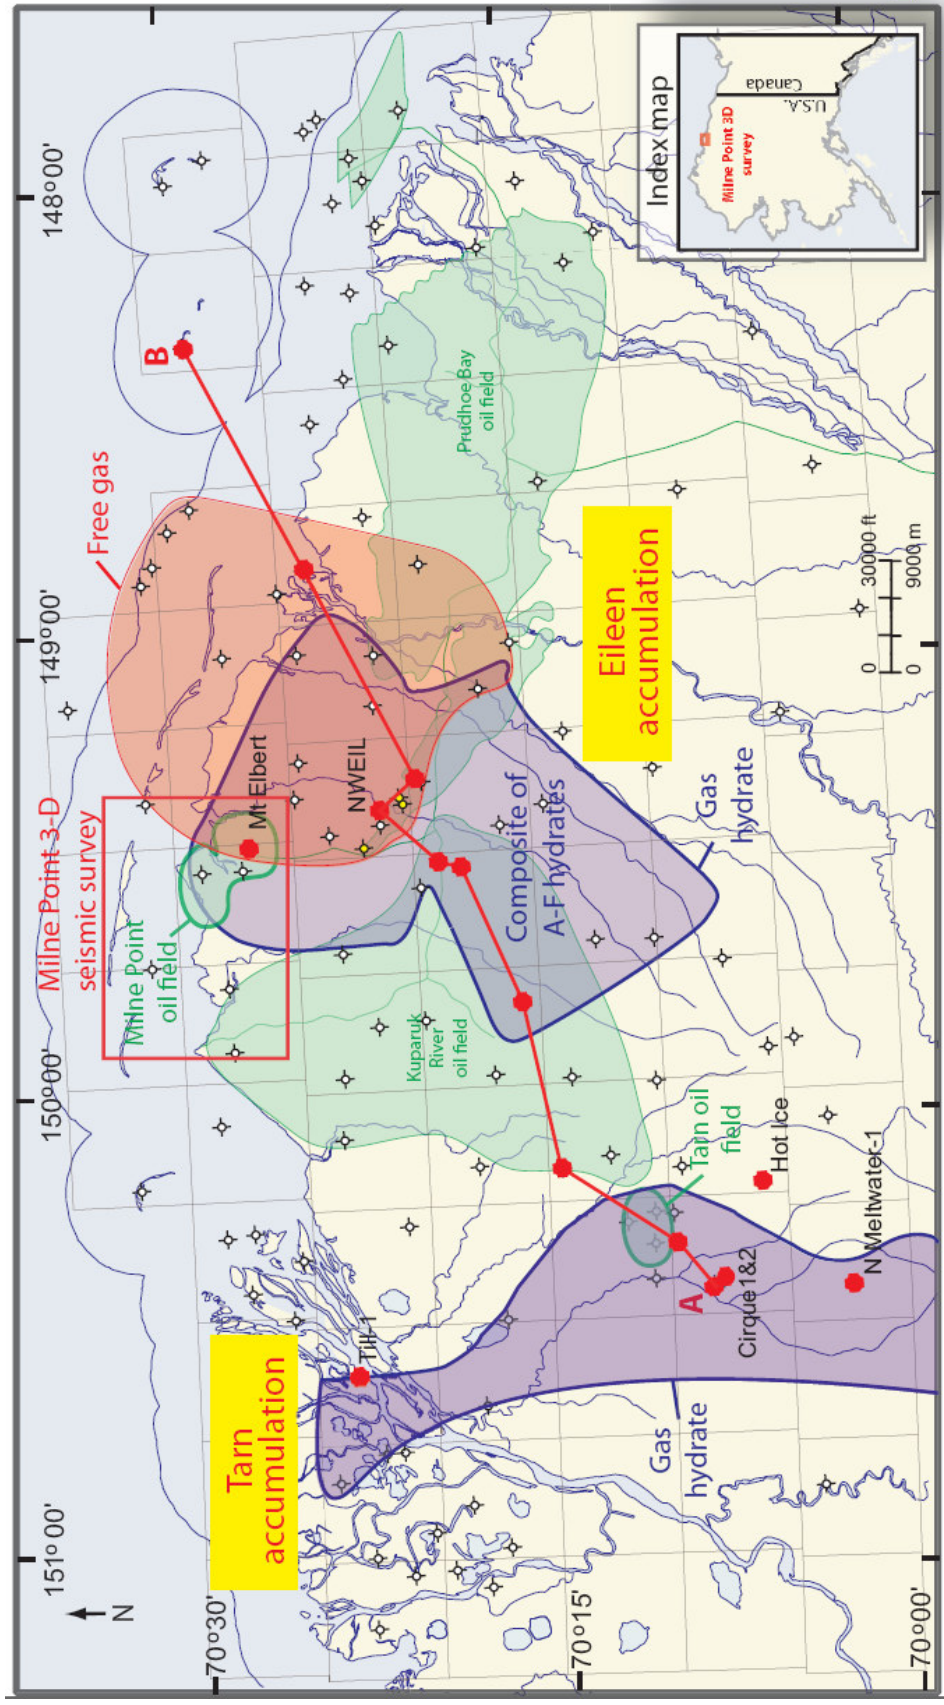 151°00'
150°00'
149°00'
148°00'
N
70°30'
70°15'
70°00'
Milne Point 3-D
seismic survey
Free gas
B
Milne Point
oil field
Mt Elbert
NWEIL
Tarn
accumulation
Till-1
Kuparuk
River
oil field
Prudhoe Bay
oil field
Composite of
A-F hydrates
Eileen
accumulation
Gas
hydrate
Gas
hydrate
A
Cirque1&2
Tarn oil
field
Hot Ice
N Meltwater-1
0 30000 ft
0 9000 m
Index map
Milne Point 3D
survey
Canada
U.S.A.